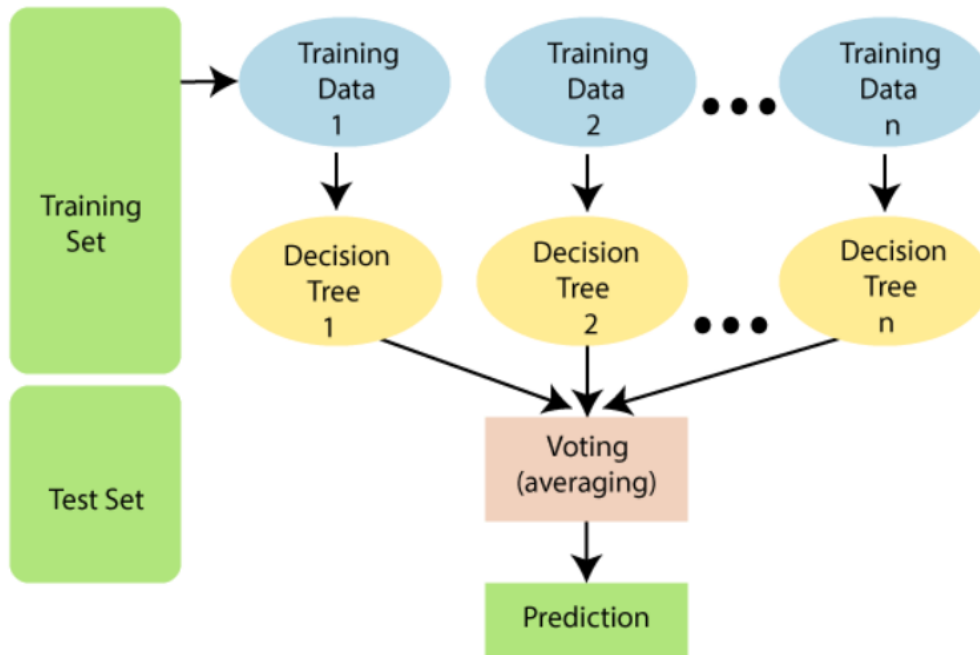 Training
Set
Test Set
Training
Data
1
Training
Data
2
Training
Data
n
Decision
Tree
1
Decision
Tree
2
Decision
Tree
n
Voting
(averaging)
Prediction